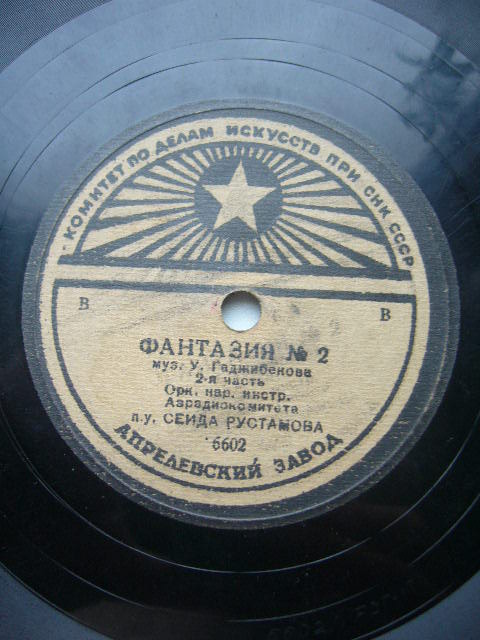 КОМИТЕТ ПО ДЕЛАМ ИСКУССТВ ПРИ СНК СССР
В В
ФАНТАЗИЯ № 2
муз. У. Гаджибекова
2-я часть
Орк. нар. инстр.
Азрадиокомитета
п.у. СЕИДА РУСТАМОВА
6602
АПРЕЛЕВСКИЙ ЗАВОД